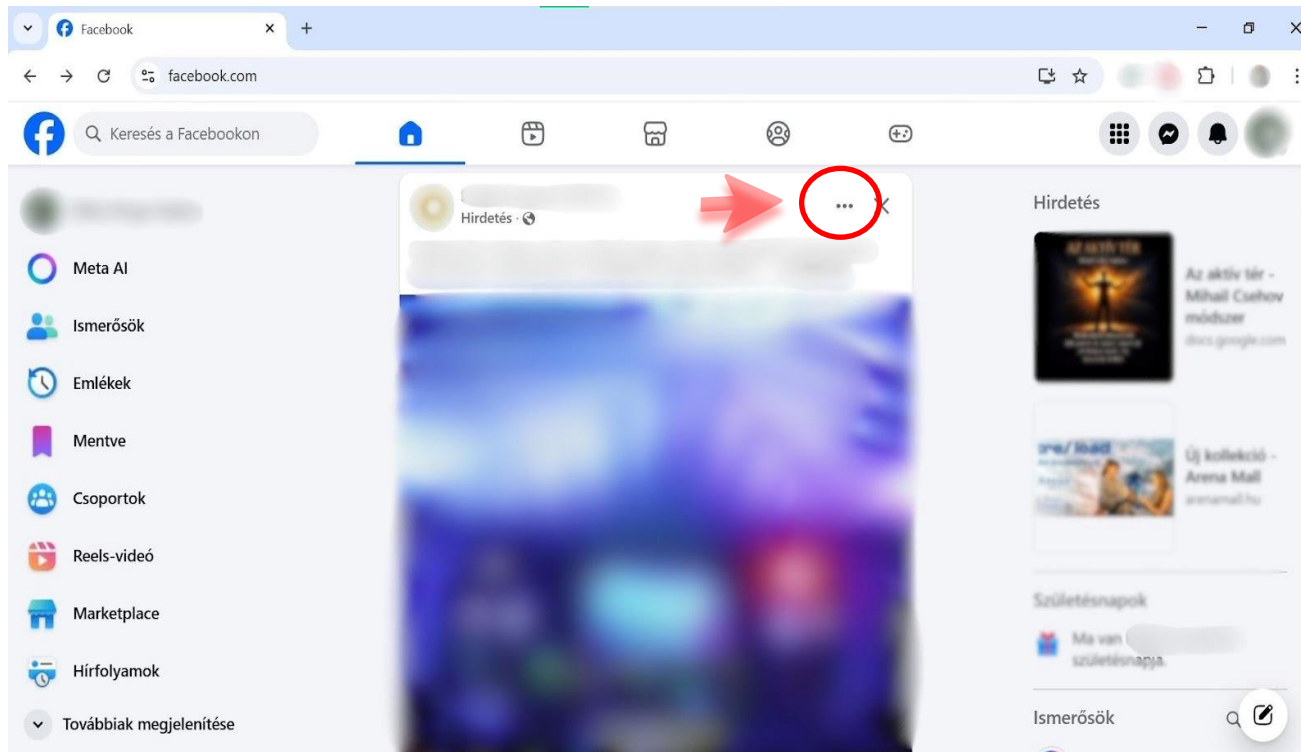 Facebook
facebook.com
Keresés a Facebookon
Hirdetés
Meta AI
Ismerősök
Emlékek
Mentve
Csoportok
Reels-videó
Marketplace
Hírfolyamok
Továbbiak megjelenítése
Hirdetés
AZ AKTÍV TÉR
Az aktív tér -
Mihail Csehov
módszer
docs.google.com
re/load
Új kollekció -
Arena Mall
arenamall.hu
Születésnapok
Ma van
születésnapja.
Ismerősök